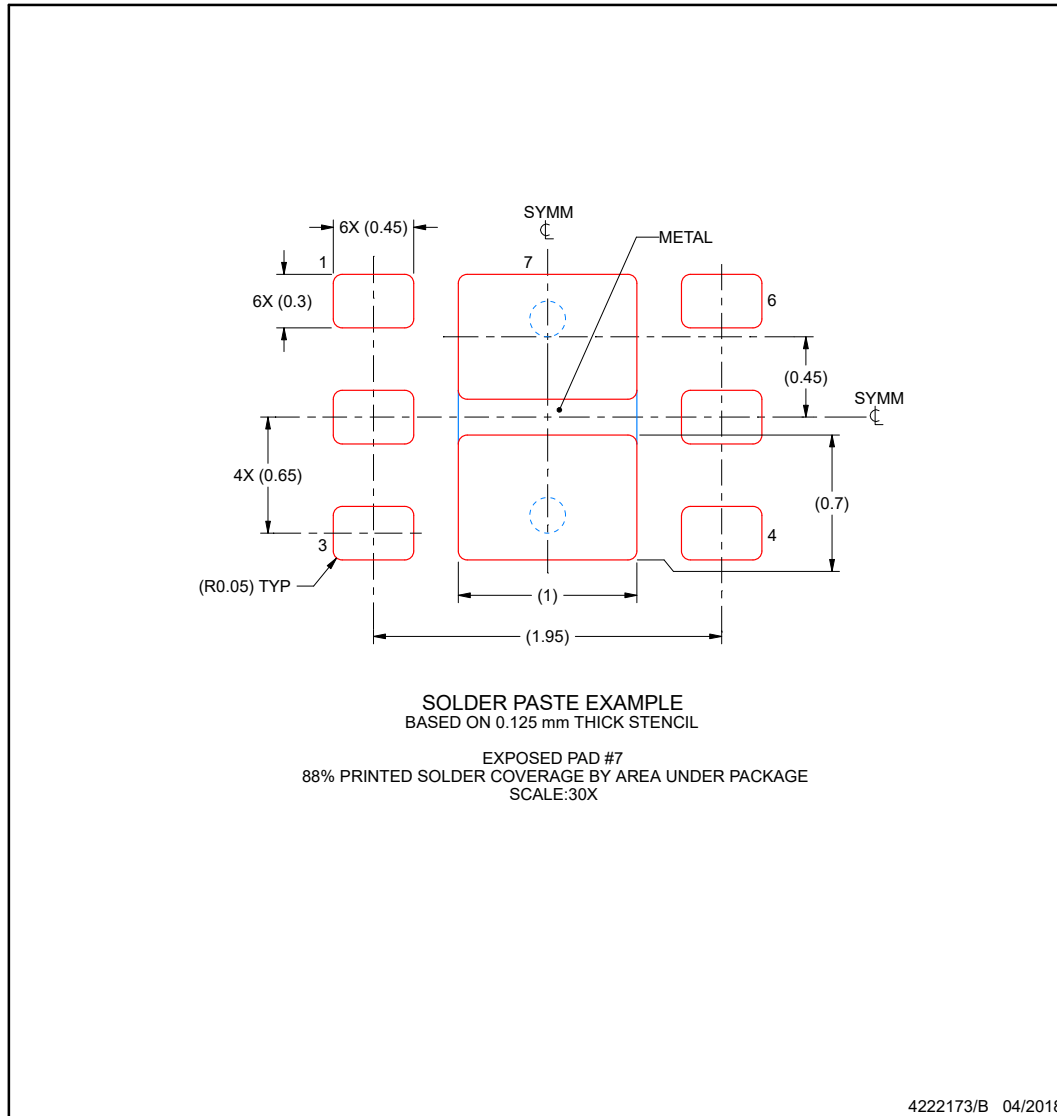 SYMM
℄
6X (0.45)
METAL
1
7
6X (0.3)
6
(0.45)
SYMM
℄
4X (0.65)
(0.7)
3
4
(R0.05) TYP
(1)
(1.95)
SOLDER PASTE EXAMPLE
BASED ON 0.125 mm THICK STENCIL
EXPOSED PAD #7
88% PRINTED SOLDER COVERAGE BY AREA UNDER PACKAGE
SCALE:30X
4222173/B 04/2018